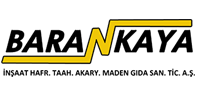 BARANKAYA
İNŞAAT HAFR. TAAH. AKARY. MADEN GIDA SAN. TİC. A.Ş.